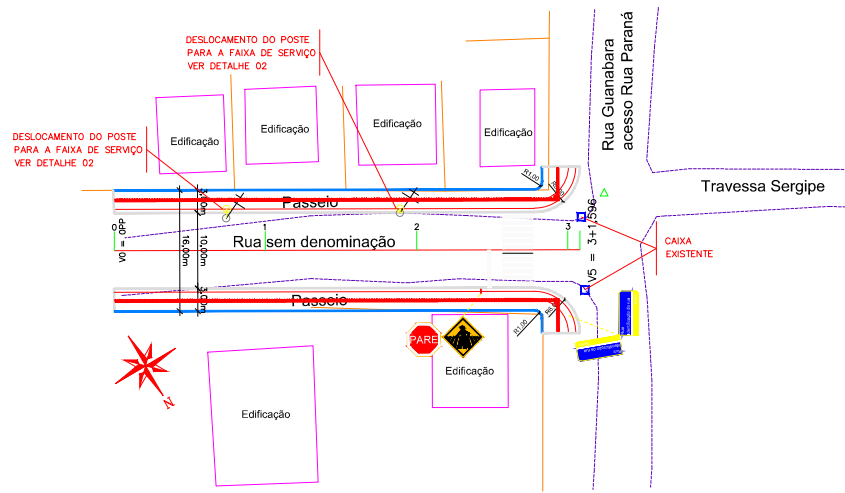 DESLOCAMENTO DO POSTE
PARA A FAIXA DE SERVIÇO
VER DETALHE 02
Rua Guanabara
acesso Rua Paraná
Edificação
Edificação
Edificação
Edificação
DESLOCAMENTO DO POSTE
PARA A FAIXA DE SERVIÇO
VER DETALHE 02
R1.00
Travessa Sergipe
Passeio
3,00m
0
1
2
3
0PP
V0 =
Rua sem denominação
16,00m
10,00m
V5 = 3+1.596
CAIXA
EXISTENTE
3,00m
Passeio
R1.00
PARE
Edificação
Edificação
N